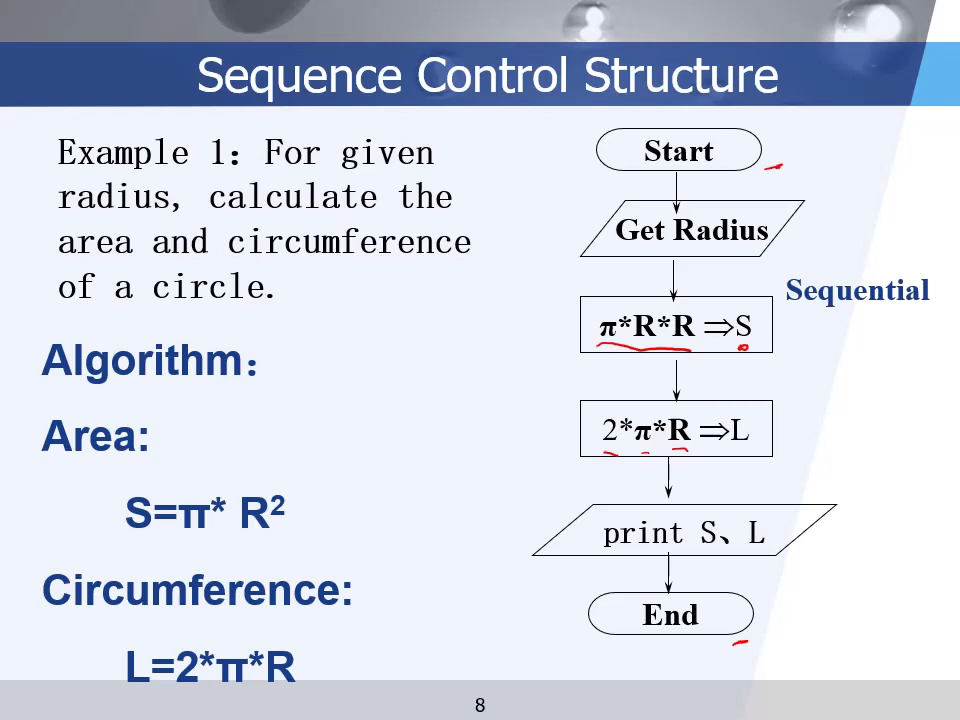 Sequence Control Structure
Example 1：For given
radius, calculate the
area and circumference
of a circle.
Algorithm：
Area:
S=π* R²
Circumference:
L=2*π*R
Start
Get Radius
Sequential
π*R*R ⇒S
2*π*R ⇒L
print S、L
End
8